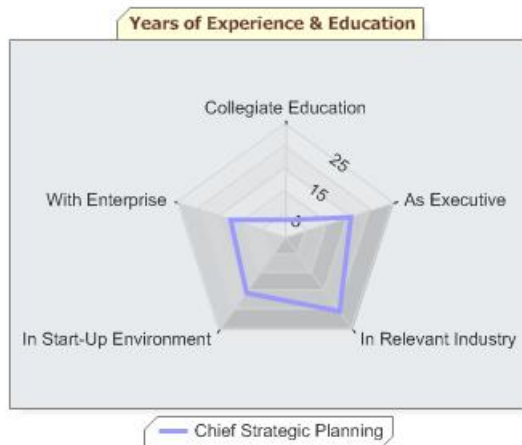 Years of Experience & Education
Collegiate Education
25
15
With Enterprise
As Executive
In Start-Up Environment
In Relevant Industry
Chief Strategic Planning